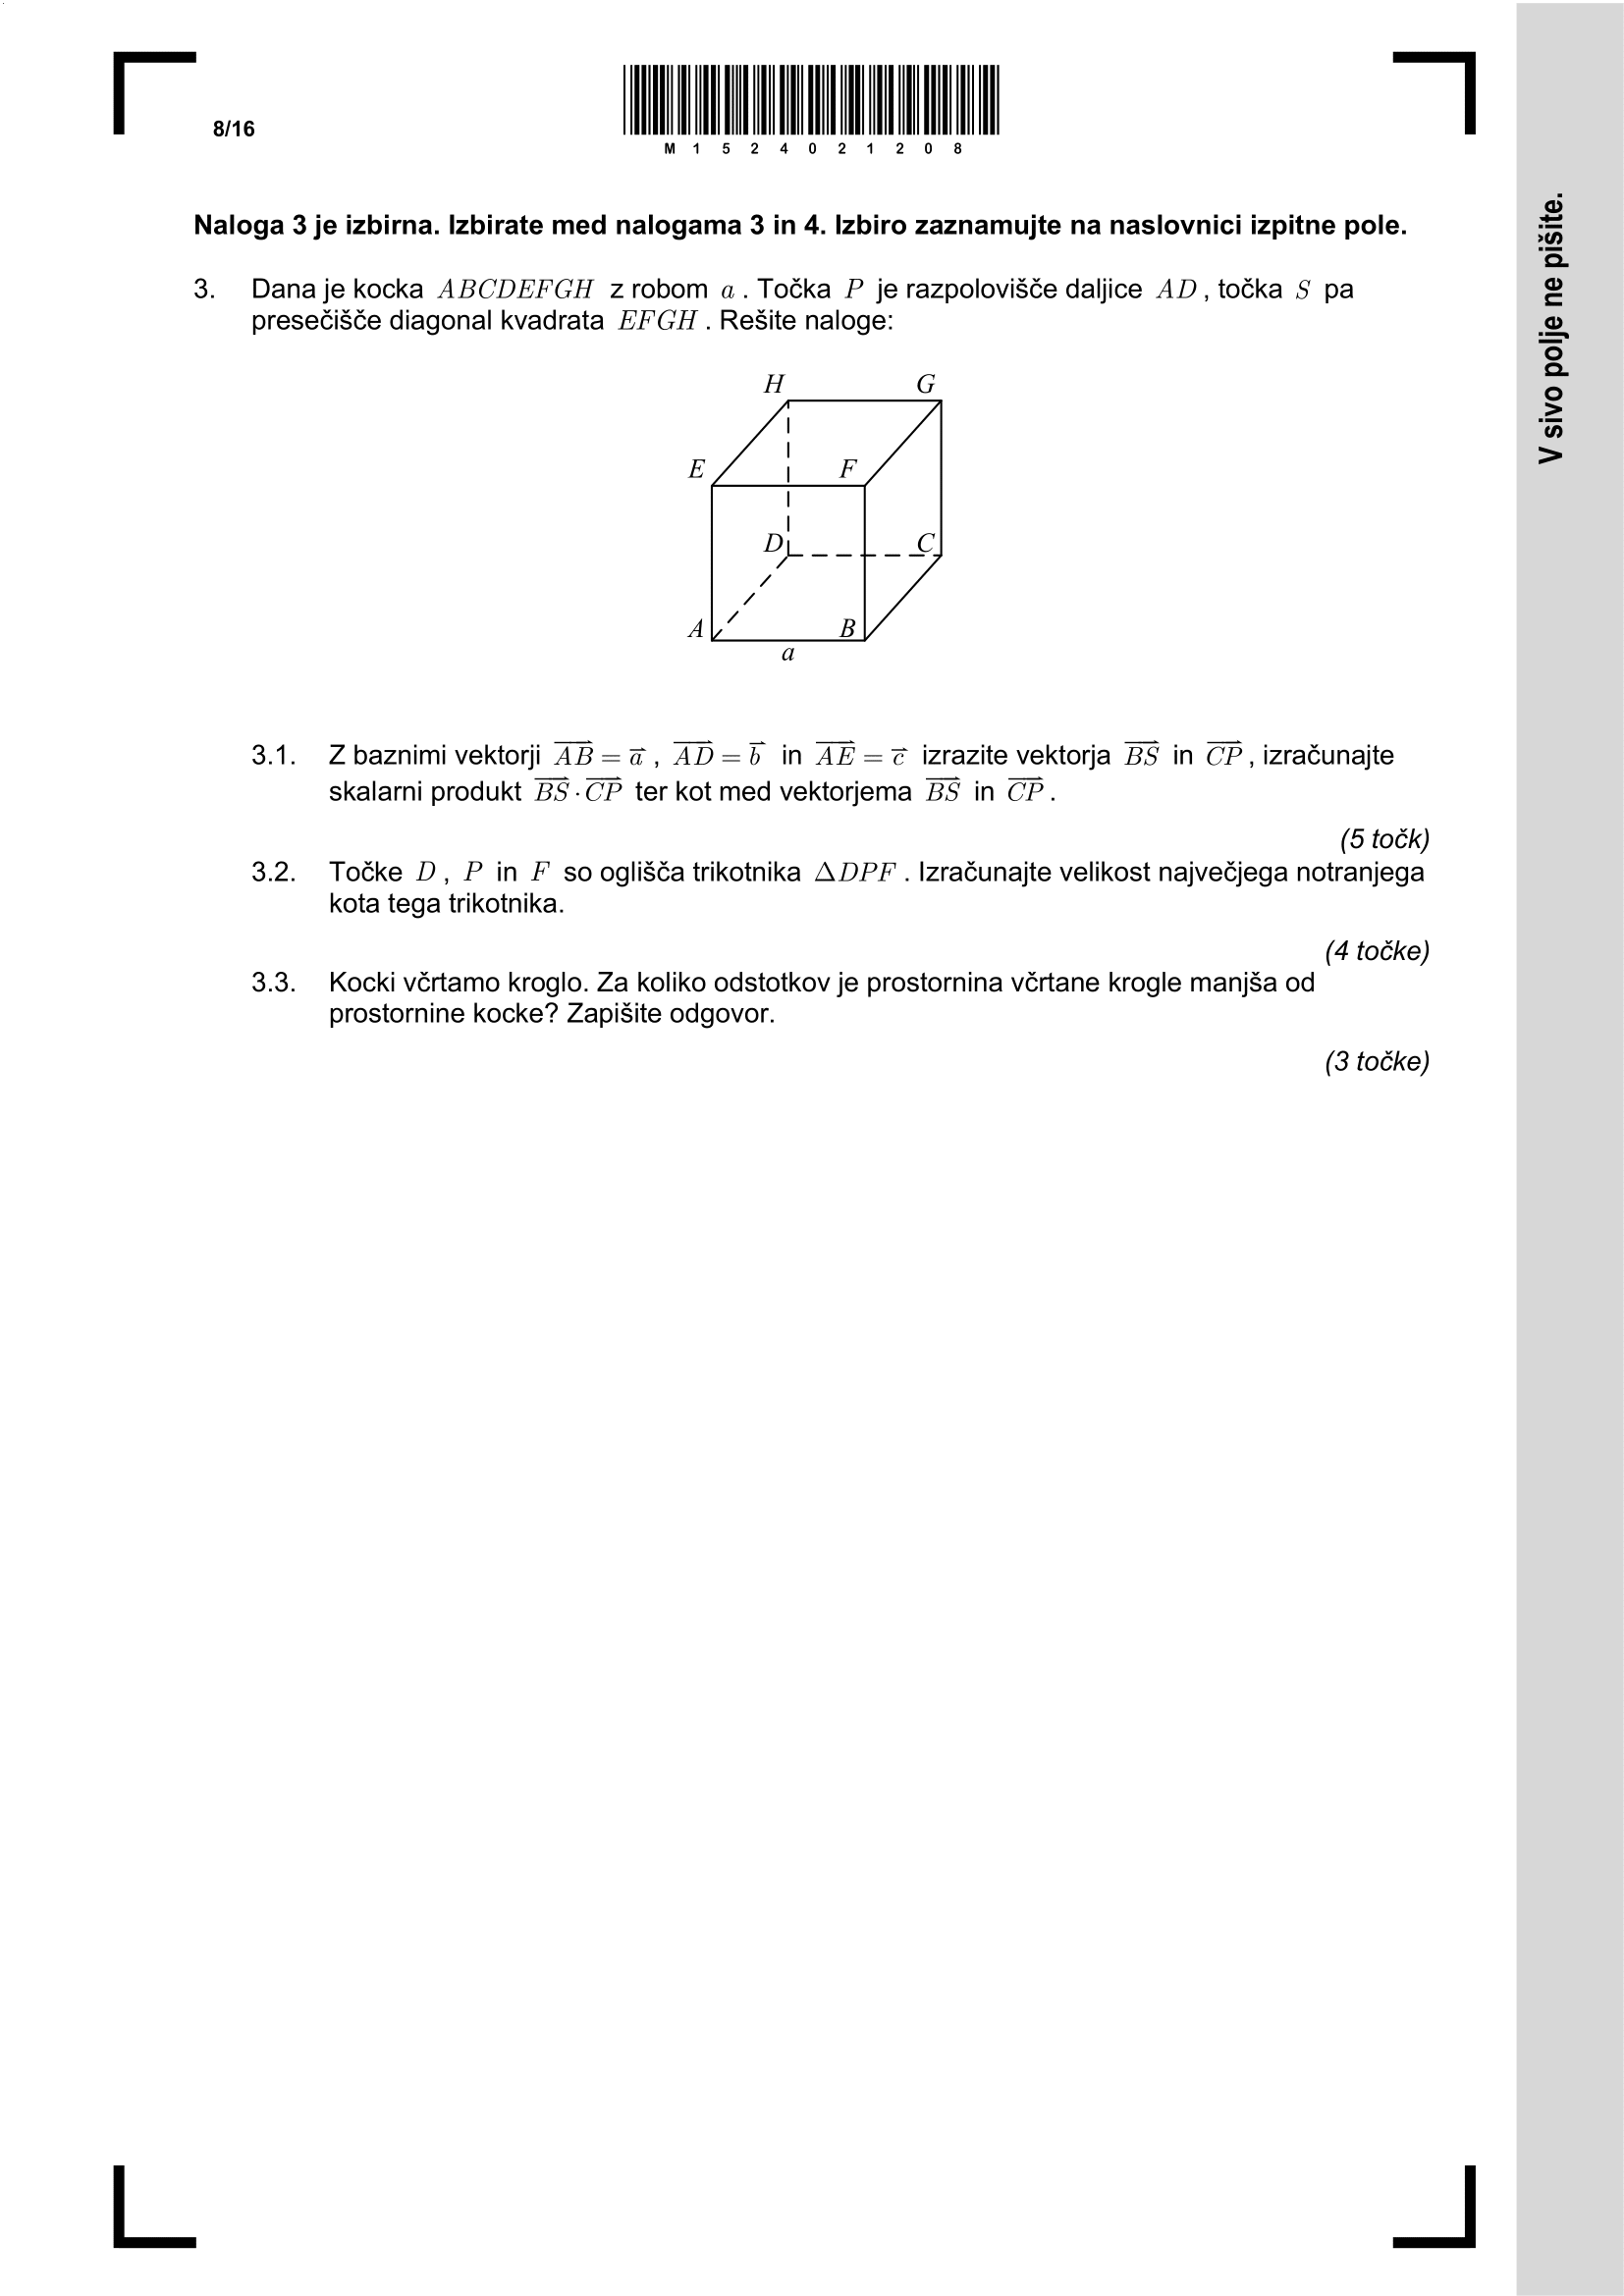 8/16
M 1 5 2 4 0 2 1 2 0 8
V sivo polje ne pišite.
Naloga 3 je izbirna. Izbirate med nalogama 3 in 4. Izbiro zaznamujte na naslovnici izpitne pole.
3. Dana je kocka ABCDEFGH z robom a . Točka P je razpolovišče daljice AD , točka S pa
presečišče diagonal kvadrata EFGH . Rešite naloge:
H G
E F
D C
A B
a
3.1. Z baznimi vektorji $\overrightarrow{AB} = \vec{a}$ , $\overrightarrow{AD} = \vec{b}$ in $\overrightarrow{AE} = \vec{c}$ izrazite vektorja $\overrightarrow{BS}$ in $\overrightarrow{CP}$ , izračunajte
skalarni produkt $\overrightarrow{BS} \cdot \overrightarrow{CP}$ ter kot med vektorjema $\overrightarrow{BS}$ in $\overrightarrow{CP}$ .
(5 točk)
3.2. Točke D , P in F so oglišča trikotnika ΔDPF . Izračunajte velikost največjega notranjega
kota tega trikotnika.
(4 točke)
3.3. Kocki včrtamo kroglo. Za koliko odstotkov je prostornina včrtane krogle manjša od
prostornine kocke? Zapišite odgovor.
(3 točke)